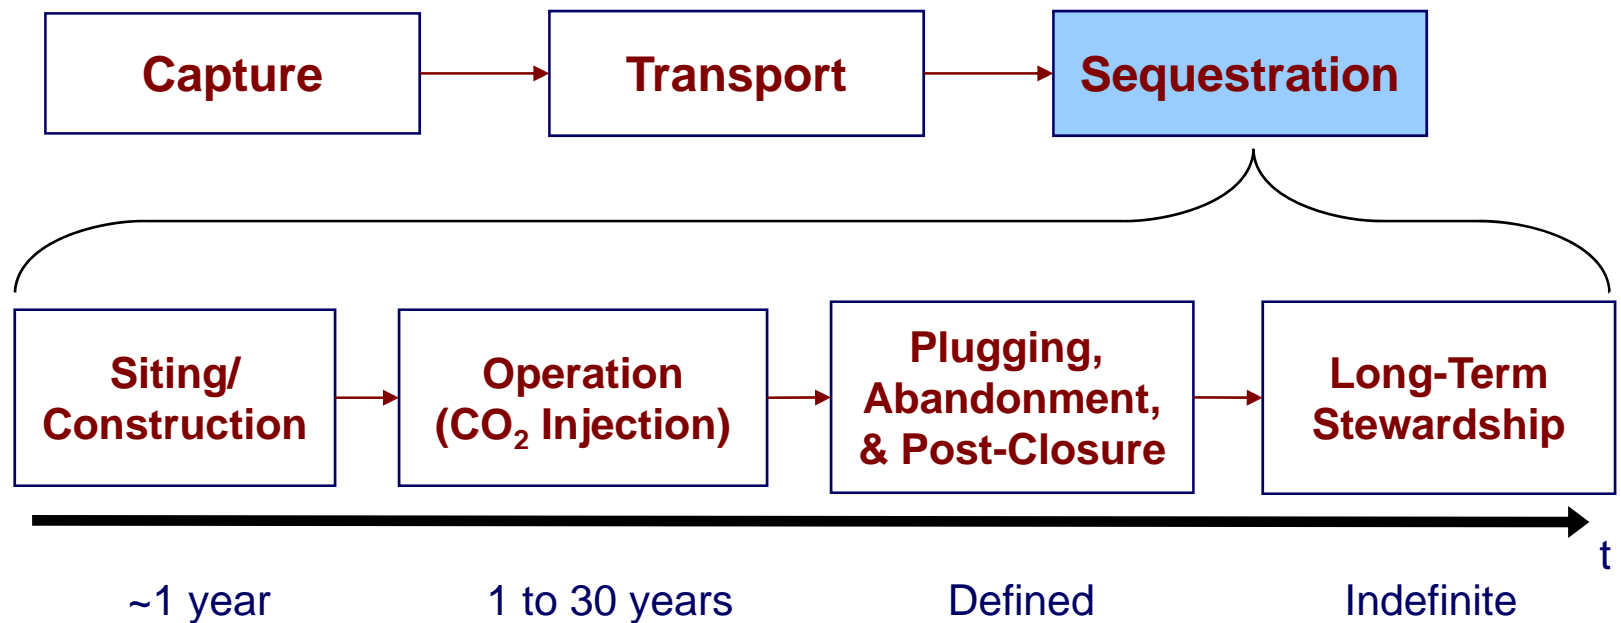 Capture
Transport
Sequestration
Siting/
Construction
Operation
(CO₂ Injection)
Plugging,
Abandonment,
& Post-Closure
Long-Term
Stewardship
t
~1 year
1 to 30 years
Defined
Indefinite